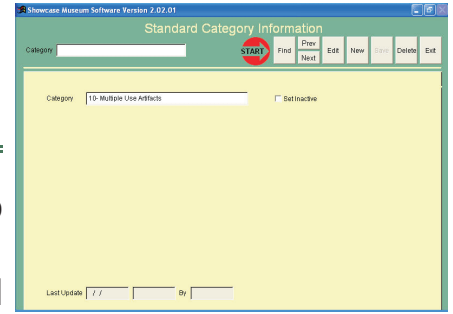 Showcase Museum Software Version 2.02.01
Standard Category Information
Category START Find Prev Next Edit New Save Delete Exit
Category 10- Multiple Use Artifacts Set Inactive
Last Update / / By